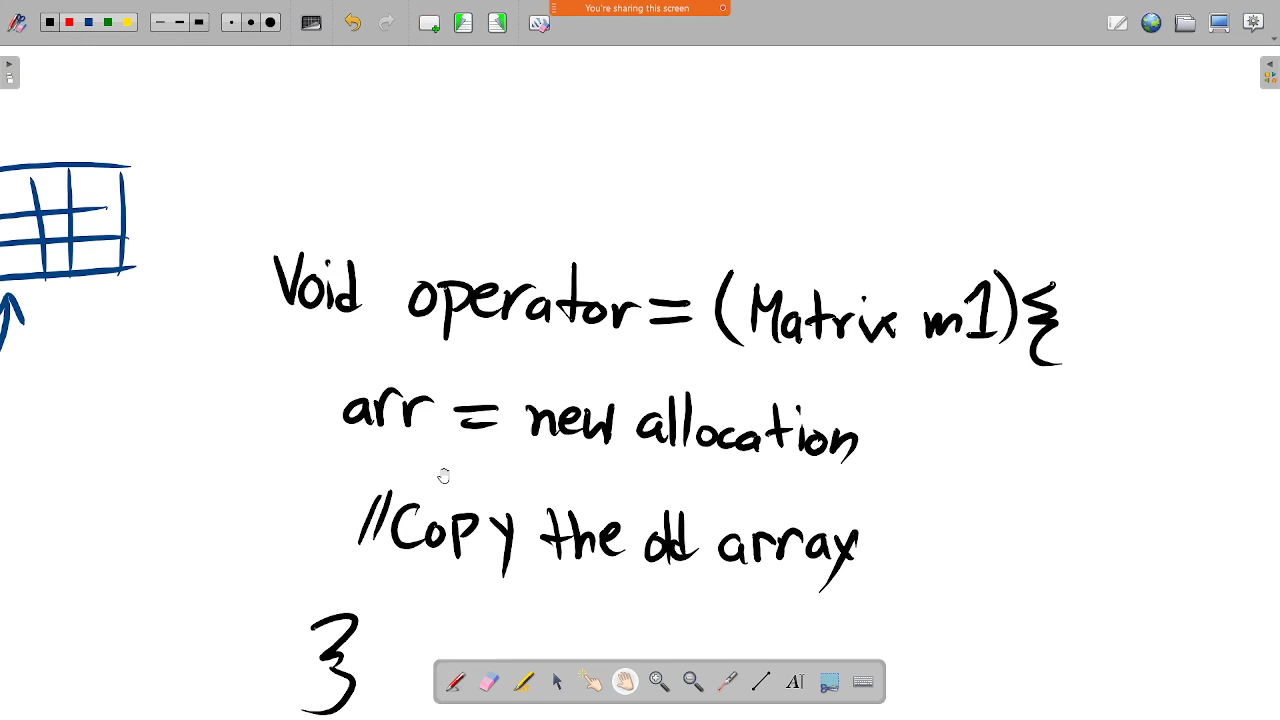 You're sharing this screen
Void operator = (Matrix m1){
arr = new allocation
//Copy the old array
}